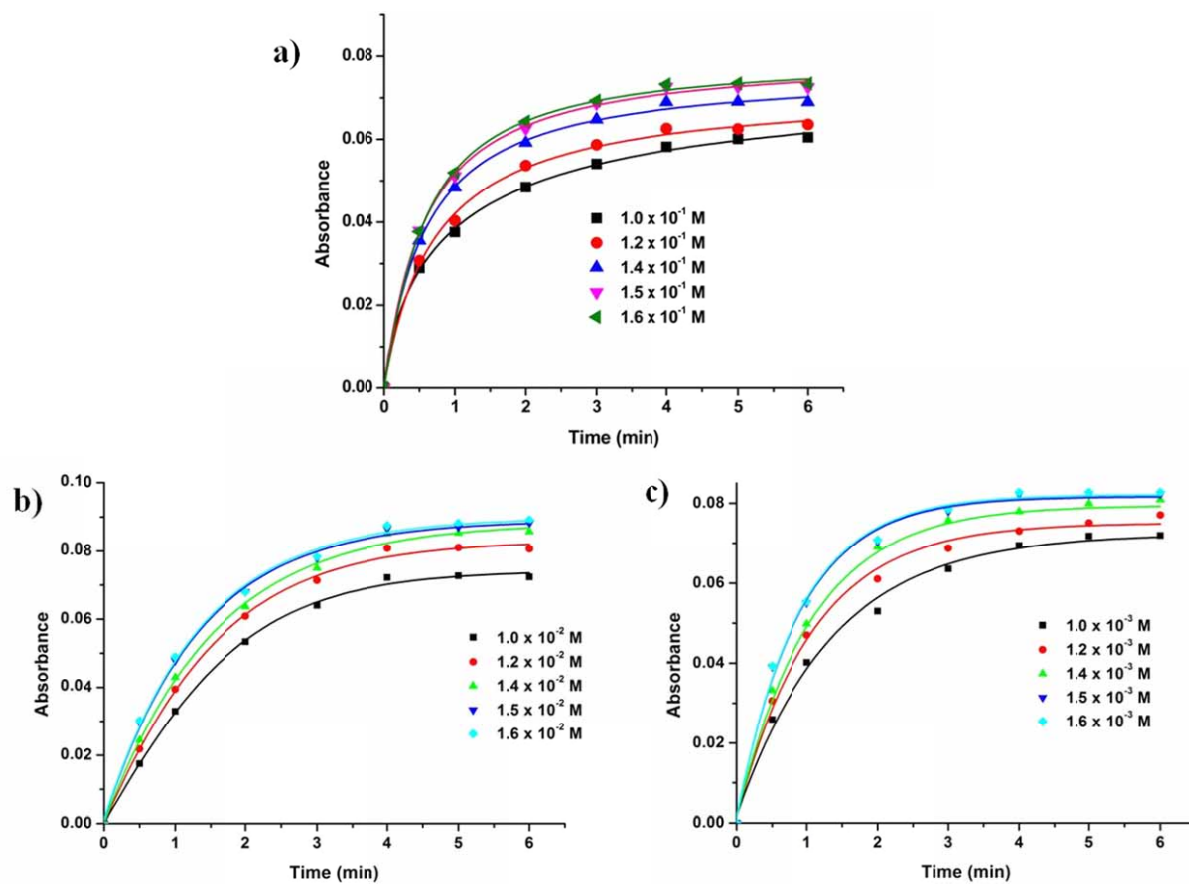 a)
0.08
0.06
0.04
0.02
0.00
Absorbance
0 1 2 3 4 5 6
Time (min)
1.0 x 10⁻¹ M
1.2 x 10⁻¹ M
1.4 x 10⁻¹ M
1.5 x 10⁻¹ M
1.6 x 10⁻¹ M
b)
0.10
0.08
0.06
0.04
0.02
0.00
Absorbance
0 1 2 3 4 5 6
Time (min)
1.0 x 10⁻² M
1.2 x 10⁻² M
1.4 x 10⁻² M
1.5 x 10⁻² M
1.6 x 10⁻² M
c)
0.08
0.06
0.04
0.02
0.00
Absorbance
0 1 2 3 4 5 6
Time (min)
1.0 x 10⁻³ M
1.2 x 10⁻³ M
1.4 x 10⁻³ M
1.5 x 10⁻³ M
1.6 x 10⁻³ M